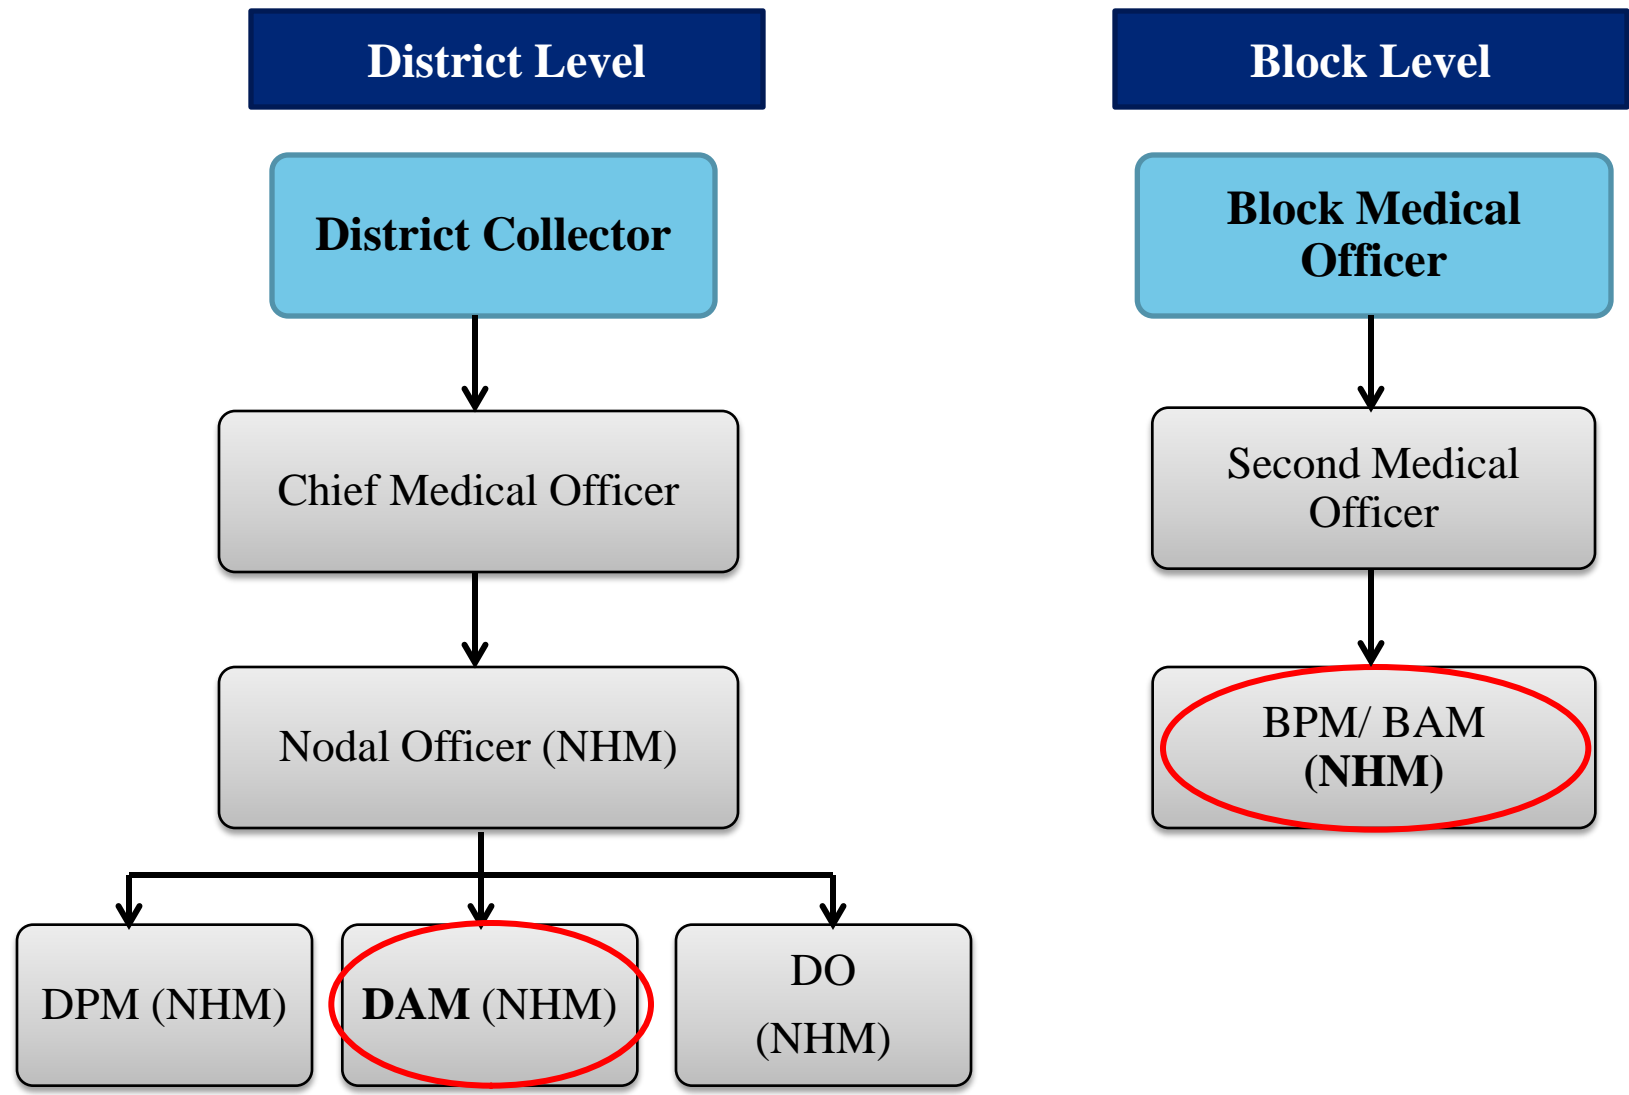 District Level
District Collector
Chief Medical Officer
Nodal Officer (NHM)
DPM (NHM)
DAM (NHM)
DO
(NHM)
Block Level
Block Medical
Officer
Second Medical
Officer
BPM/ BAM
(NHM)